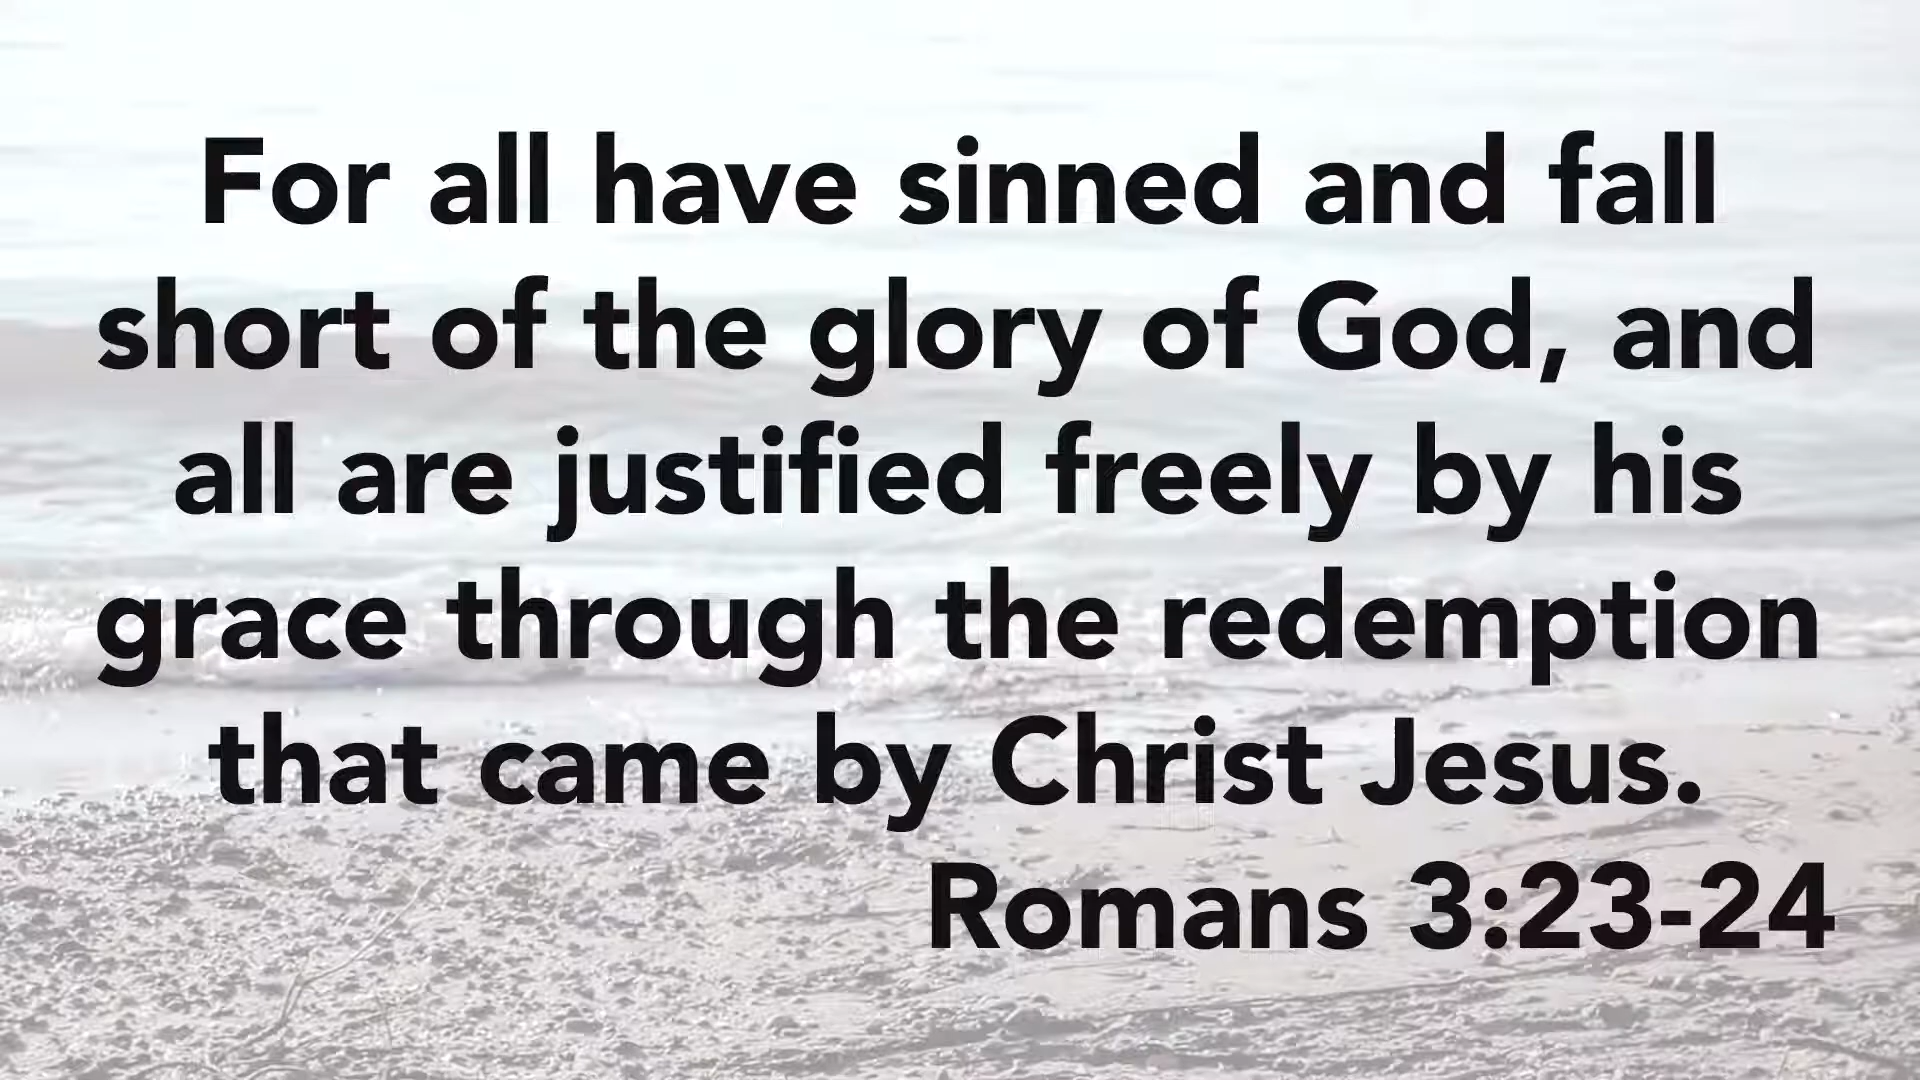 For all have sinned and fall
short of the glory of God, and
all are justified freely by his
grace through the redemption
that came by Christ Jesus.
Romans 3:23-24